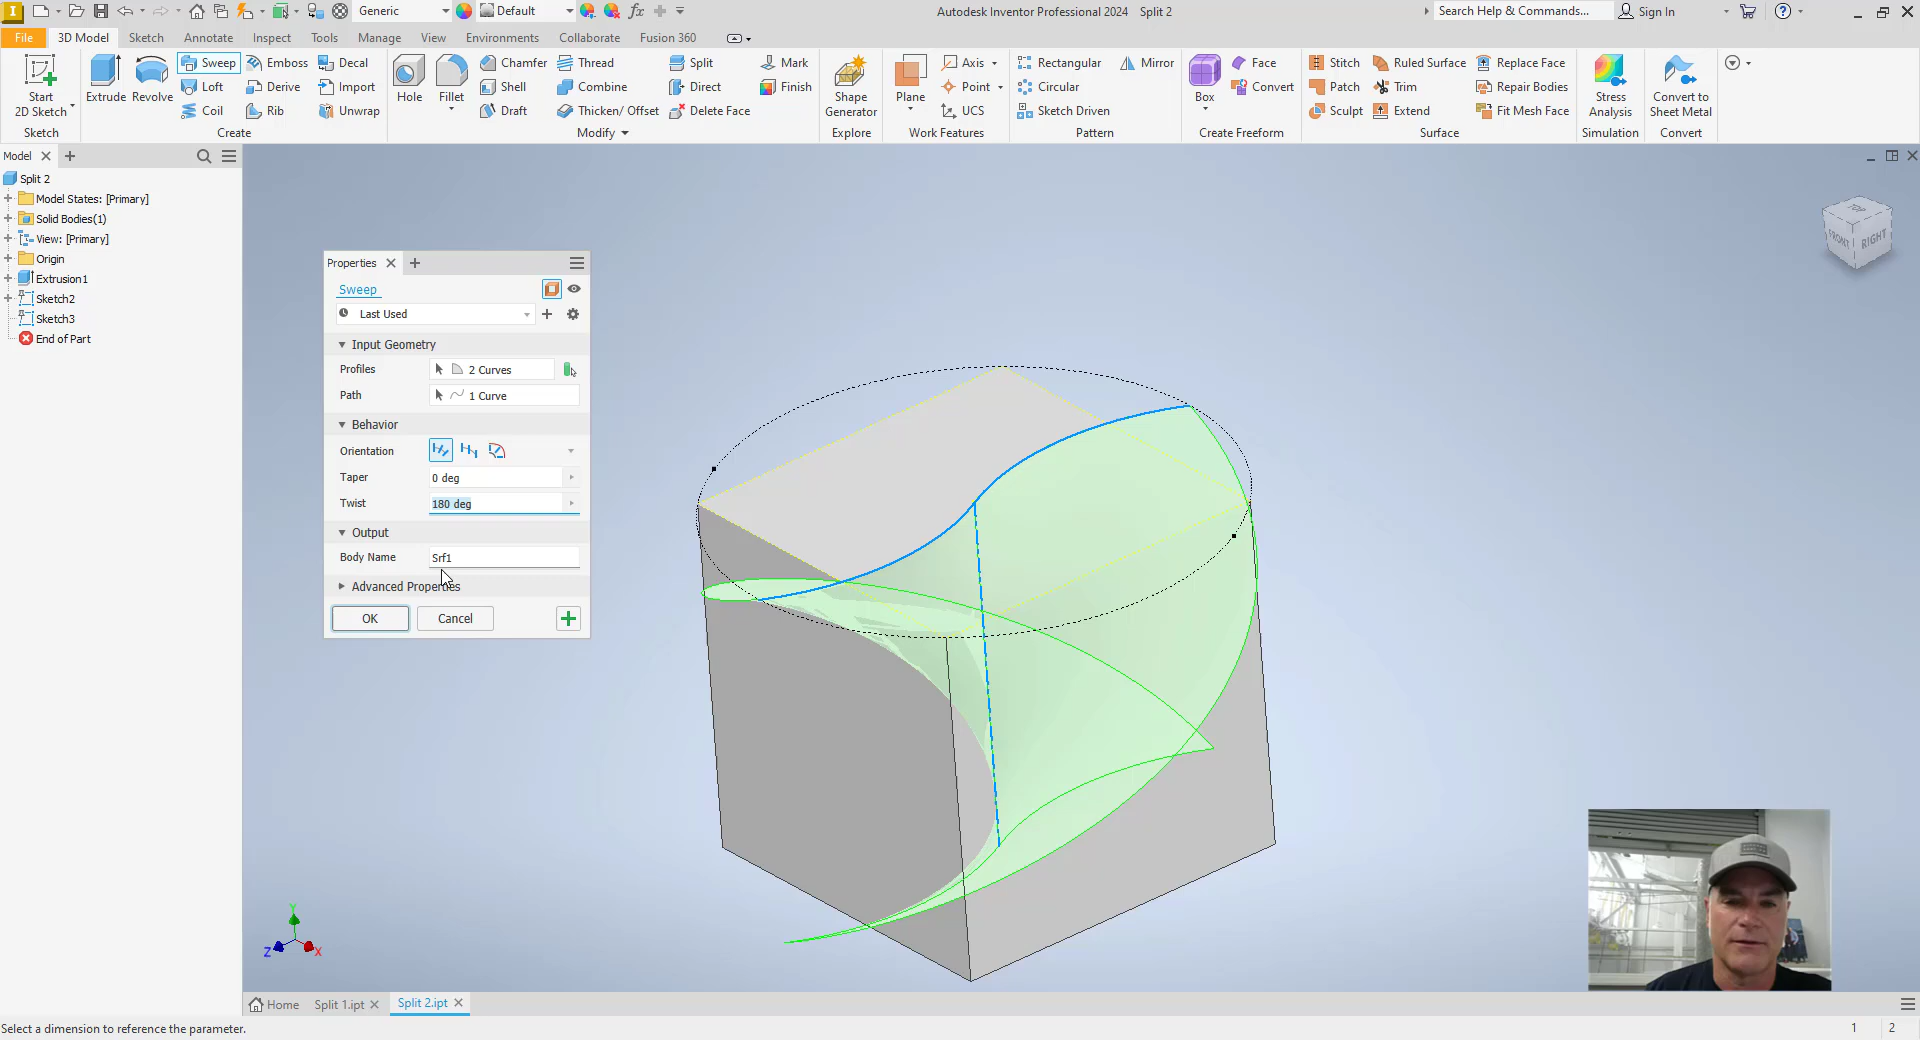 Generic
Default
Autodesk Inventor Professional 2024 Split 2
Search Help & Commands...
Sign In
File
3D Model
Sketch
Annotate
Inspect
Tools
Manage
View
Environments
Collaborate
Fusion 360
Start
2D Sketch
Extrude
Revolve
Sweep
Loft
Coil
Emboss
Derive
Rib
Decal
Import
Unwrap
Hole
Fillet
Chamfer
Shell
Draft
Thread
Combine
Thicken/ Offset
Split
Direct
Delete Face
Mark
Finish
Shape
Generator
Plane
Axis
Point
UCS
Rectangular
Circular
Sketch Driven
Mirror
Box
Face
Convert
Stitch
Patch
Sculpt
Ruled Surface
Trim
Extend
Replace Face
Repair Bodies
Fit Mesh Face
Stress
Analysis
Convert to
Sheet Metal
Sketch
Create
Modify
Explore
Work Features
Pattern
Create Freeform
Surface
Simulation
Convert
Model
Split 2
Model States: [Primary]
Solid Bodies(1)
View: [Primary]
Origin
Extrusion1
Sketch2
Sketch3
End of Part
Properties
Sweep
Last Used
Input Geometry
Profiles 2 Curves
Path 1 Curve
Behavior
Orientation
Taper 0 deg
Twist 180 deg
Output
Body Name Srf1
Advanced Properties
OK
Cancel
TOP
FRONT
RIGHT
Y
Z
X
Home
Split 1.ipt
Split 2.ipt
Select a dimension to reference the parameter.
1
2